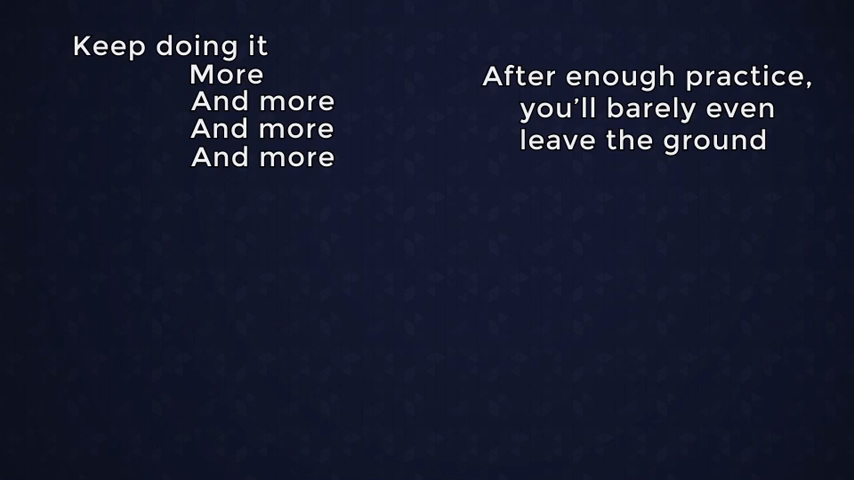 Keep doing it
More
And more
And more
And more
After enough practice,
you’ll barely even
leave the ground